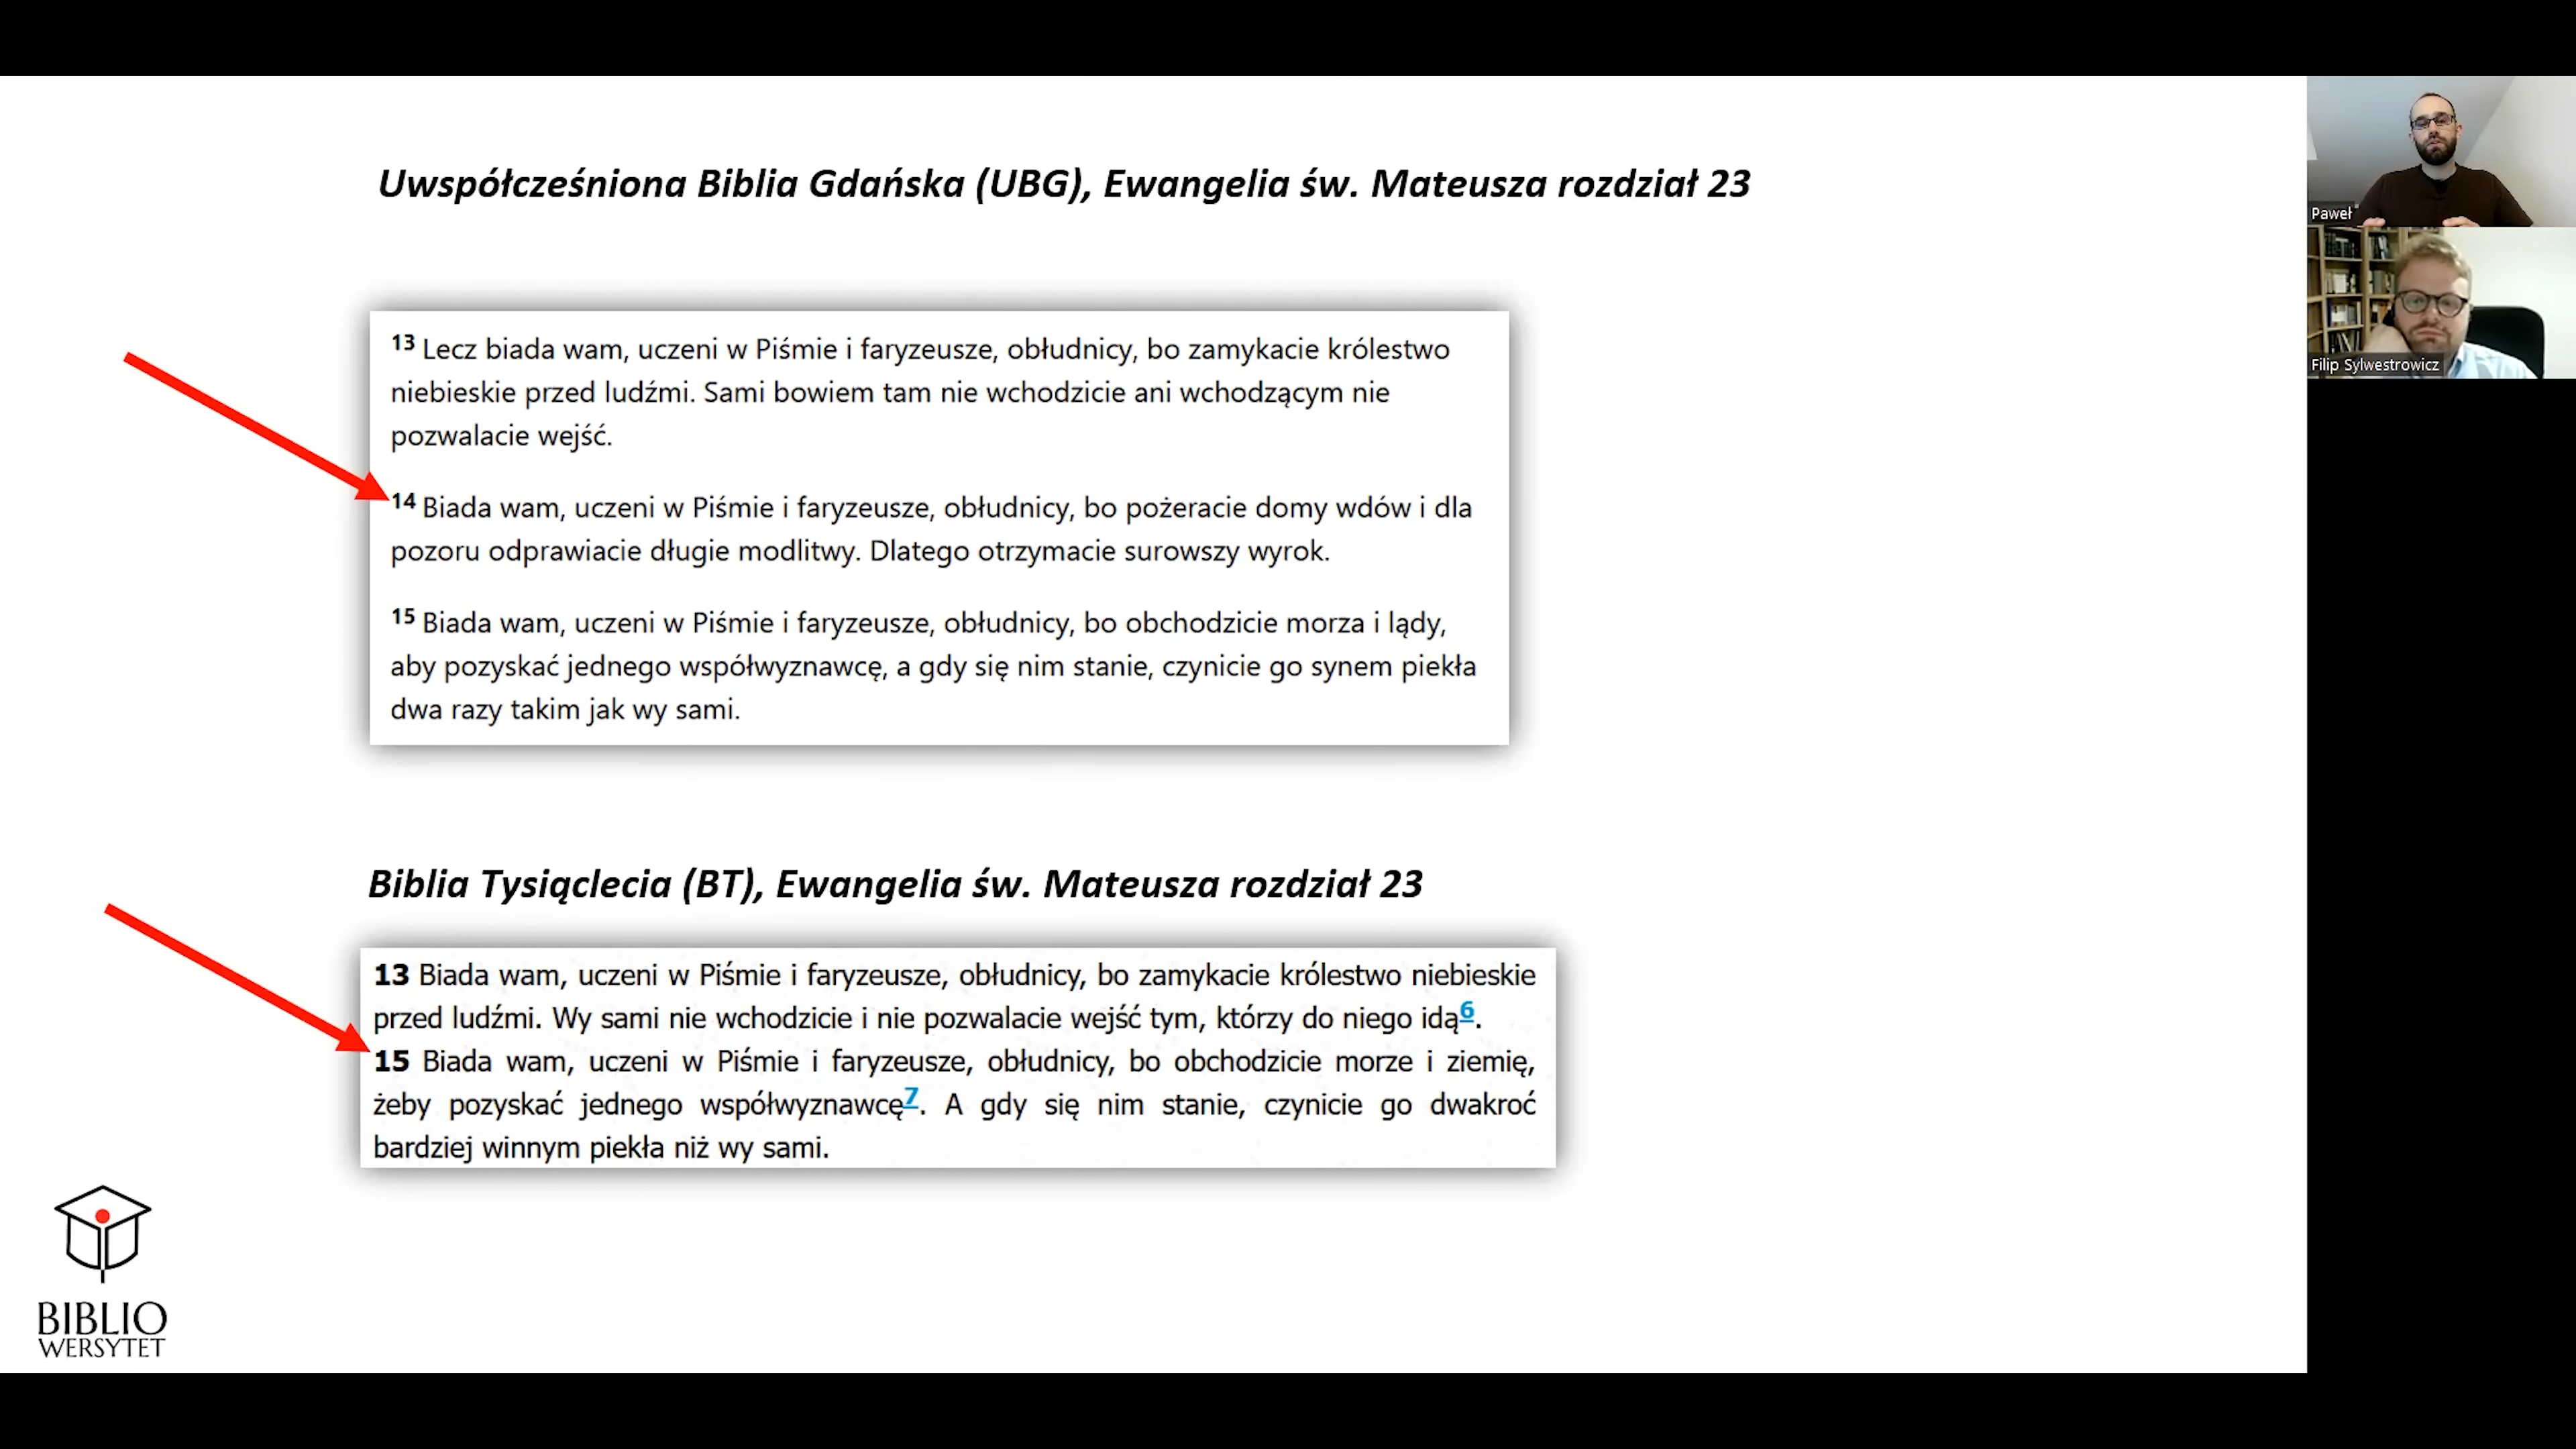 Uwspółcześniona Biblia Gdańska (UBG), Ewangelia św. Mateusza rozdział 23
13 Lecz biada wam, uczeni w Piśmie i faryzeusze, obłudnicy, bo zamykacie królestwo
niebieskie przed ludźmi. Sami bowiem tam nie wchodzicie ani wchodzącym nie
pozwalacie wejść.
14 Biada wam, uczeni w Piśmie i faryzeusze, obłudnicy, bo pożeracie domy wdów i dla
pozoru odprawiacie długie modlitwy. Dlatego otrzymacie surowszy wyrok.
15 Biada wam, uczeni w Piśmie i faryzeusze, obłudnicy, bo obchodzicie morza i lądy,
aby pozyskać jednego współwyznawcę, a gdy się nim stanie, czynicie go synem piekła
dwa razy takim jak wy sami.
Biblia Tysiąclecia (BT), Ewangelia św. Mateusza rozdział 23
13 Biada wam, uczeni w Piśmie i faryzeusze, obłudnicy, bo zamykacie królestwo niebieskie
przed ludźmi. Wy sami nie wchodzicie i nie pozwalacie wejść tym, którzy do niego idą6.
15 Biada wam, uczeni w Piśmie i faryzeusze, obłudnicy, bo obchodzicie morze i ziemię,
żeby pozyskać jednego współwyznawcę7. A gdy się nim stanie, czynicie go dwakroć
bardziej winnym piekła niż wy sami.
BIBLIO
WERSYTET
Paweł
Filip Sylwestrowicz